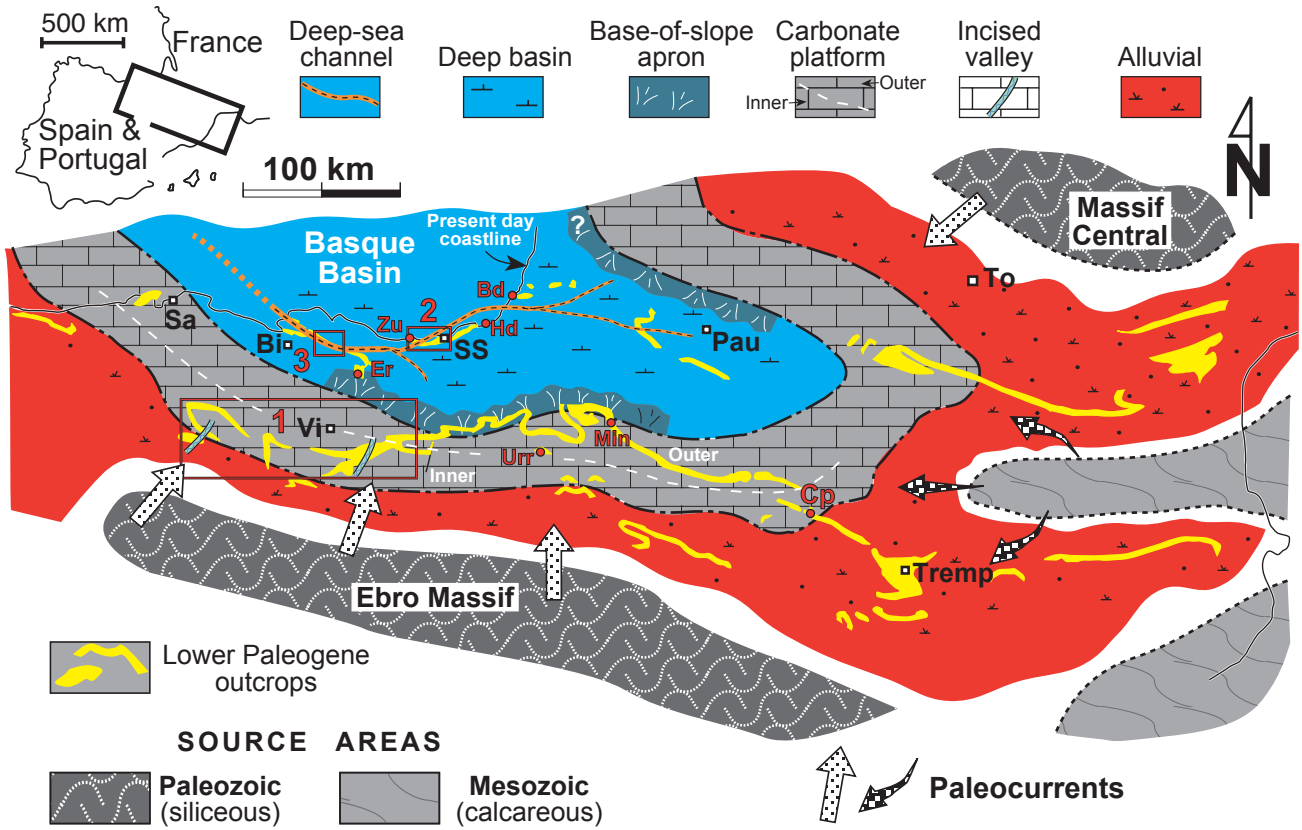 500 km
France
Spain &
Portugal
Deep-sea
channel
Deep basin
Base-of-slope
apron
Carbonate
platform
Outer
Inner
Incised
valley
Alluvial
100 km
N
Present day
coastline
?
Massif
Central
Basque
Basin
To
Bd
Sa
2
Zu
Hd
Bi
SS
Pau
3
Er
1
Vi
Mln
Urr
Outer
Inner
Cp
Tremp
Ebro Massif
Lower Paleogene
outcrops
SOURCE AREAS
Paleozoic
(siliceous)
Mesozoic
(calcareous)
Paleocurrents